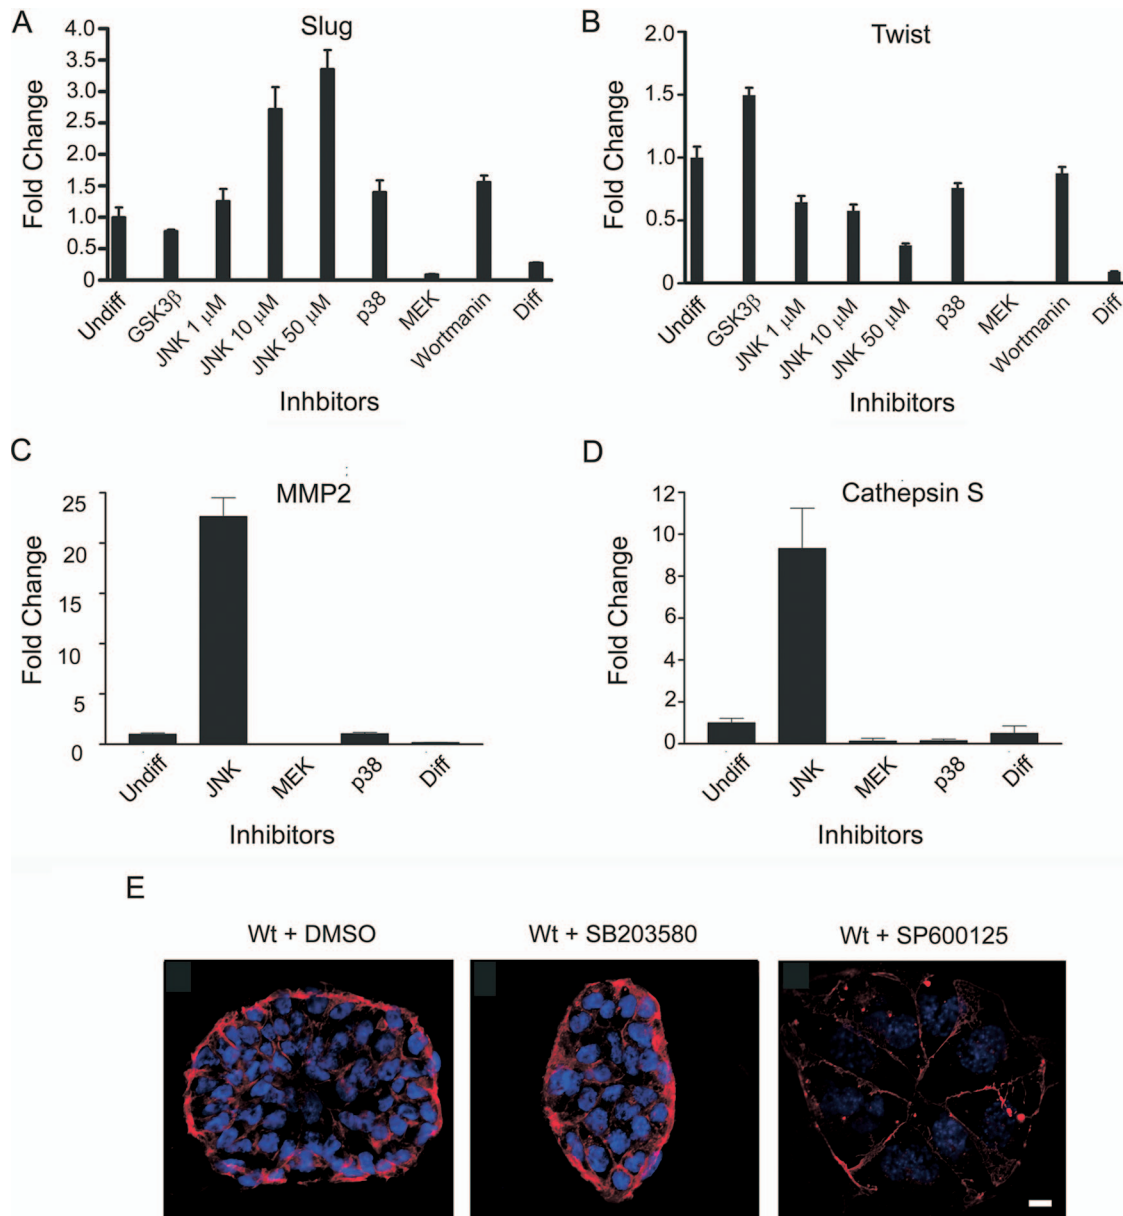 A
Slug
Fold Change
4.0
3.5
3.0
2.5
2.0
1.5
1.0
0.5
0
Undiff
GSK3β
JNK 1 μM
JNK 10 μM
JNK 50 μM
p38
MEK
Wortmanin
Diff
Inhbitors
B
Twist
Fold Change
2.0
1.5
1.0
0.5
0
Undiff
GSK3β
JNK 1 μM
JNK 10 μM
JNK 50 μM
p38
MEK
Wortmanin
Diff
Inhibitors
C
MMP2
Fold Change
25
20
15
10
5
0
Undiff
JNK
MEK
p38
Diff
Inhibitors
D
Cathepsin S
Fold Change
12
10
8
6
4
2
0
Undiff
JNK
MEK
p38
Diff
Inhibitors
E
Wt + DMSO
Wt + SB203580
Wt + SP600125